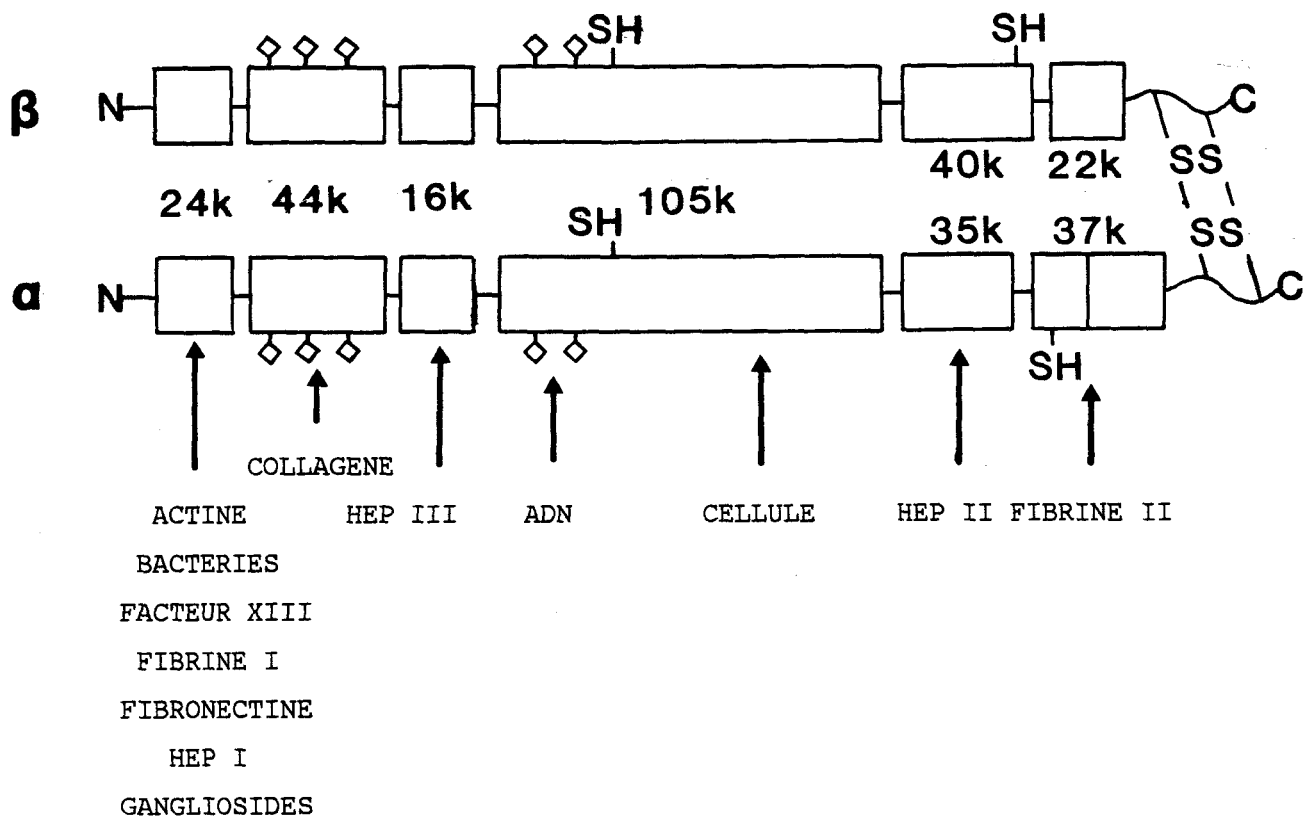 SH SH
β N C
40k 22k SS
24k 44k 16k 105k
SH 35k 37k SS
α N C
SH
COLLAGENE
ACTINE HEP III ADN CELLULE HEP II FIBRINE II
BACTERIES
FACTEUR XIII
FIBRINE I
FIBRONECTINE
HEP I
GANGLIOSIDES